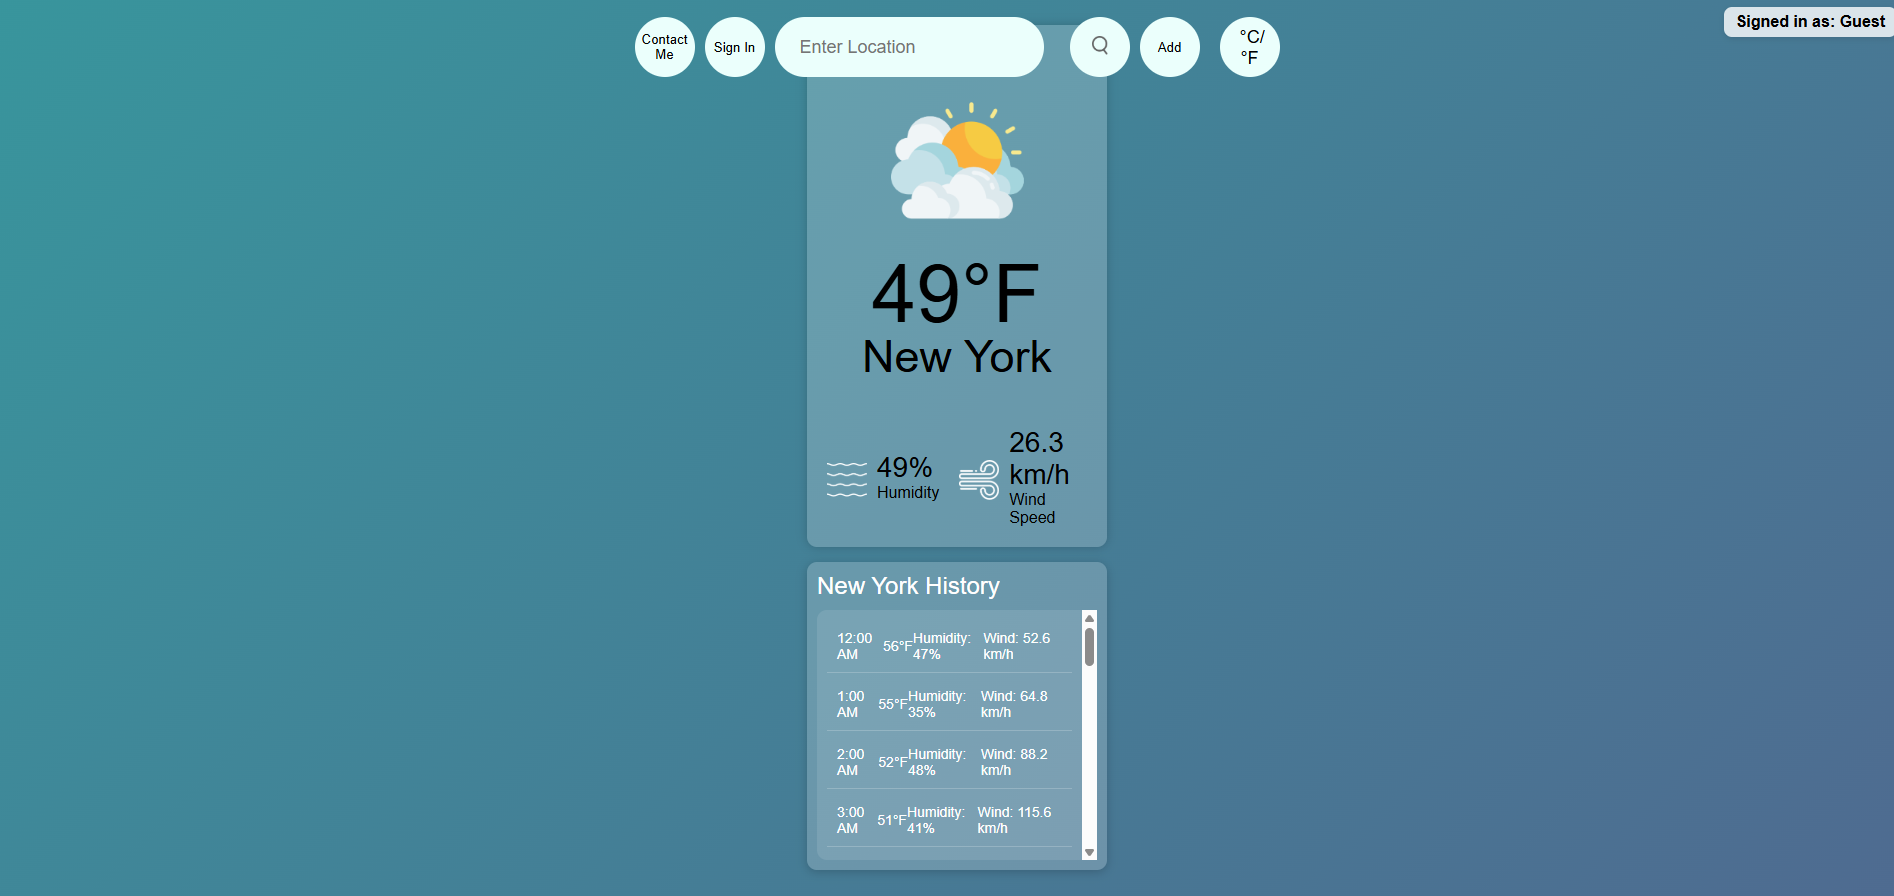 Signed in as: Guest
Contact
Me
Sign In
Enter Location
Add
°C/
°F
49°F
New York
49%
Humidity
26.3
km/h
Wind
Speed
New York History
12:00
AM
56°F
Humidity:
47%
Wind: 52.6
km/h
1:00
AM
55°F
Humidity:
35%
Wind: 64.8
km/h
2:00
AM
52°F
Humidity:
48%
Wind: 88.2
km/h
3:00
AM
51°F
Humidity:
41%
Wind: 115.6
km/h